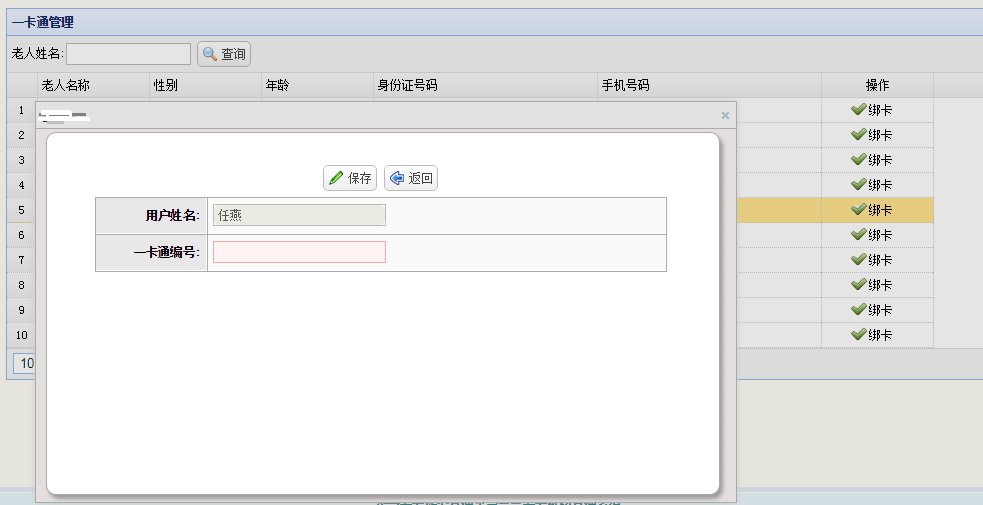 一卡通管理
老人姓名: 查询
老人名称 性别 年龄 身份证号码 手机号码 操作
1 绑卡
2 绑卡
3 绑卡
4 绑卡
5 绑卡
6 绑卡
7 绑卡
8 绑卡
9 绑卡
10 绑卡
10
保存 返回
用户姓名: 任燕
一卡通编号: